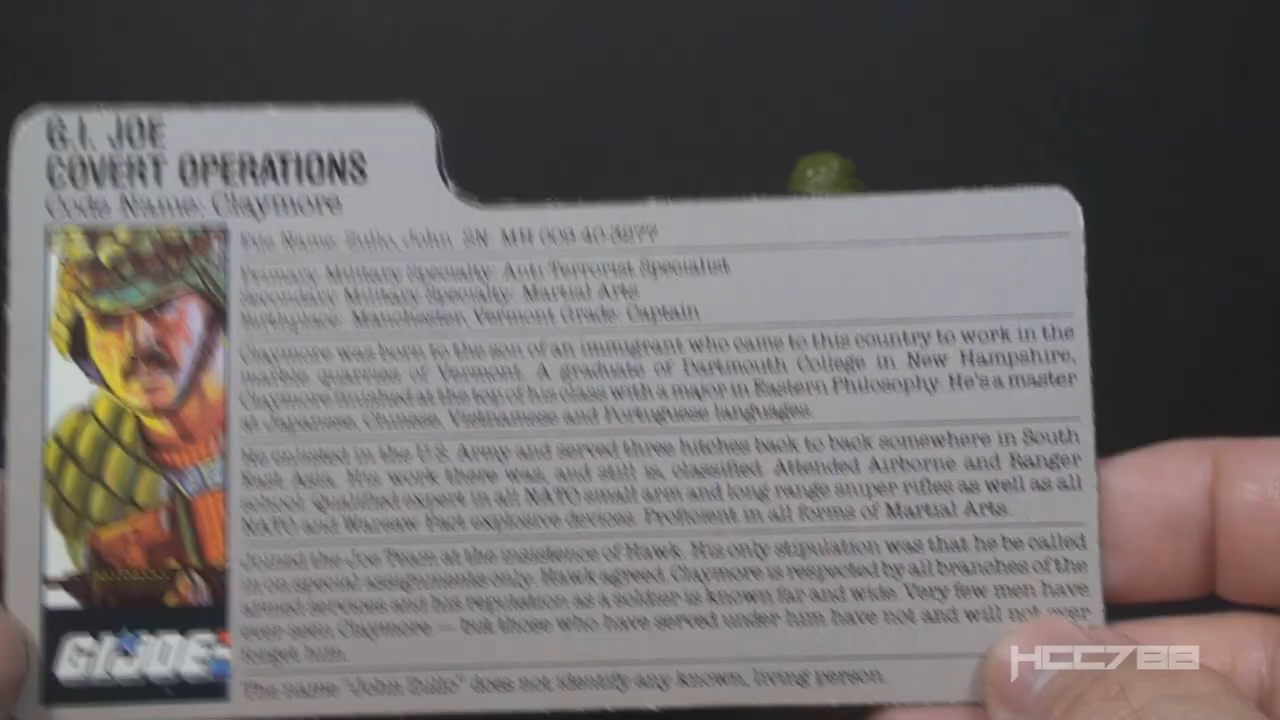 G.I. JOE
COVERT OPERATIONS
Code Name: Claymore
File Name: Zullo, John SN: MH 009-40-3277
Primary Military Specialty: Anti-Terrorist Specialist
Secondary Military Specialty: Martial Arts
Birthplace: Manchester, Vermont Grade: Captain
Claymore was born to the son of an immigrant who came to this country to work in the
marble quarries of Vermont. A graduate of Dartmouth College in New Hampshire,
Claymore finished at the top of his class with a major in Eastern Philosophy. He's a master
at Japanese, Chinese, Vietnamese and Portuguese languages.
He enlisted in the U.S. Army and served three hitches back to back somewhere in South
East Asia. His work there was, and still is, classified. Attended Airborne and Ranger
school. Qualified expert in all NATO small arm and long range sniper rifles as well as all
NATO and Warsaw Pact explosive devices. Proficient in all forms of Martial Arts.
Joined the Joe Team at the insistence of Hawk. His only stipulation was that he be called
in on special assignments only. Hawk agreed. Claymore is respected by all branches of the
armed services and his reputation as a soldier is known far and wide. Very few men have
ever seen Claymore — but those who have served under him have not and will not ever
forget him.
The name "John Zullo" does not identify any known, living person.
G.I. JOE
HCC788